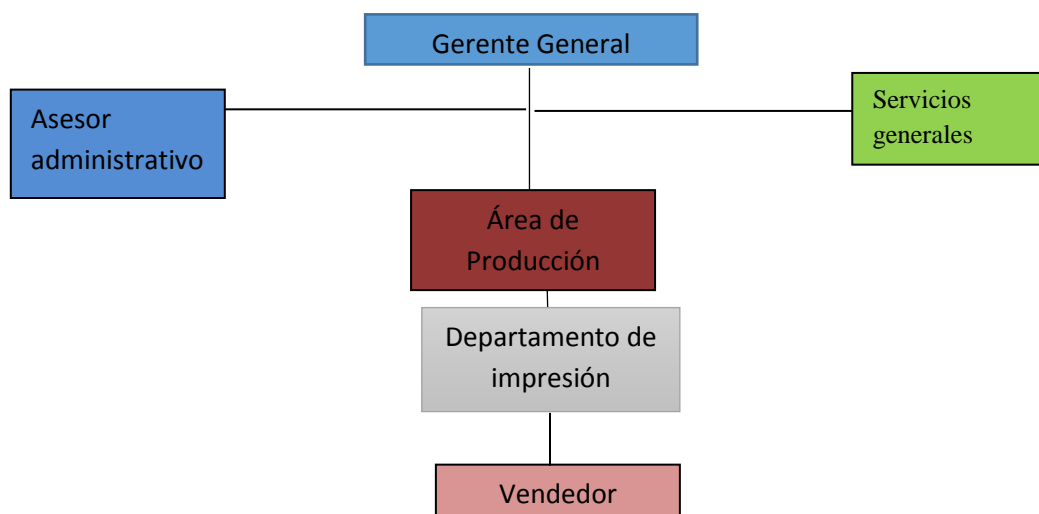 Gerente General
Asesor
administrativo
Servicios
generales
Área de
Producción
Departamento de
impresión
Vendedor